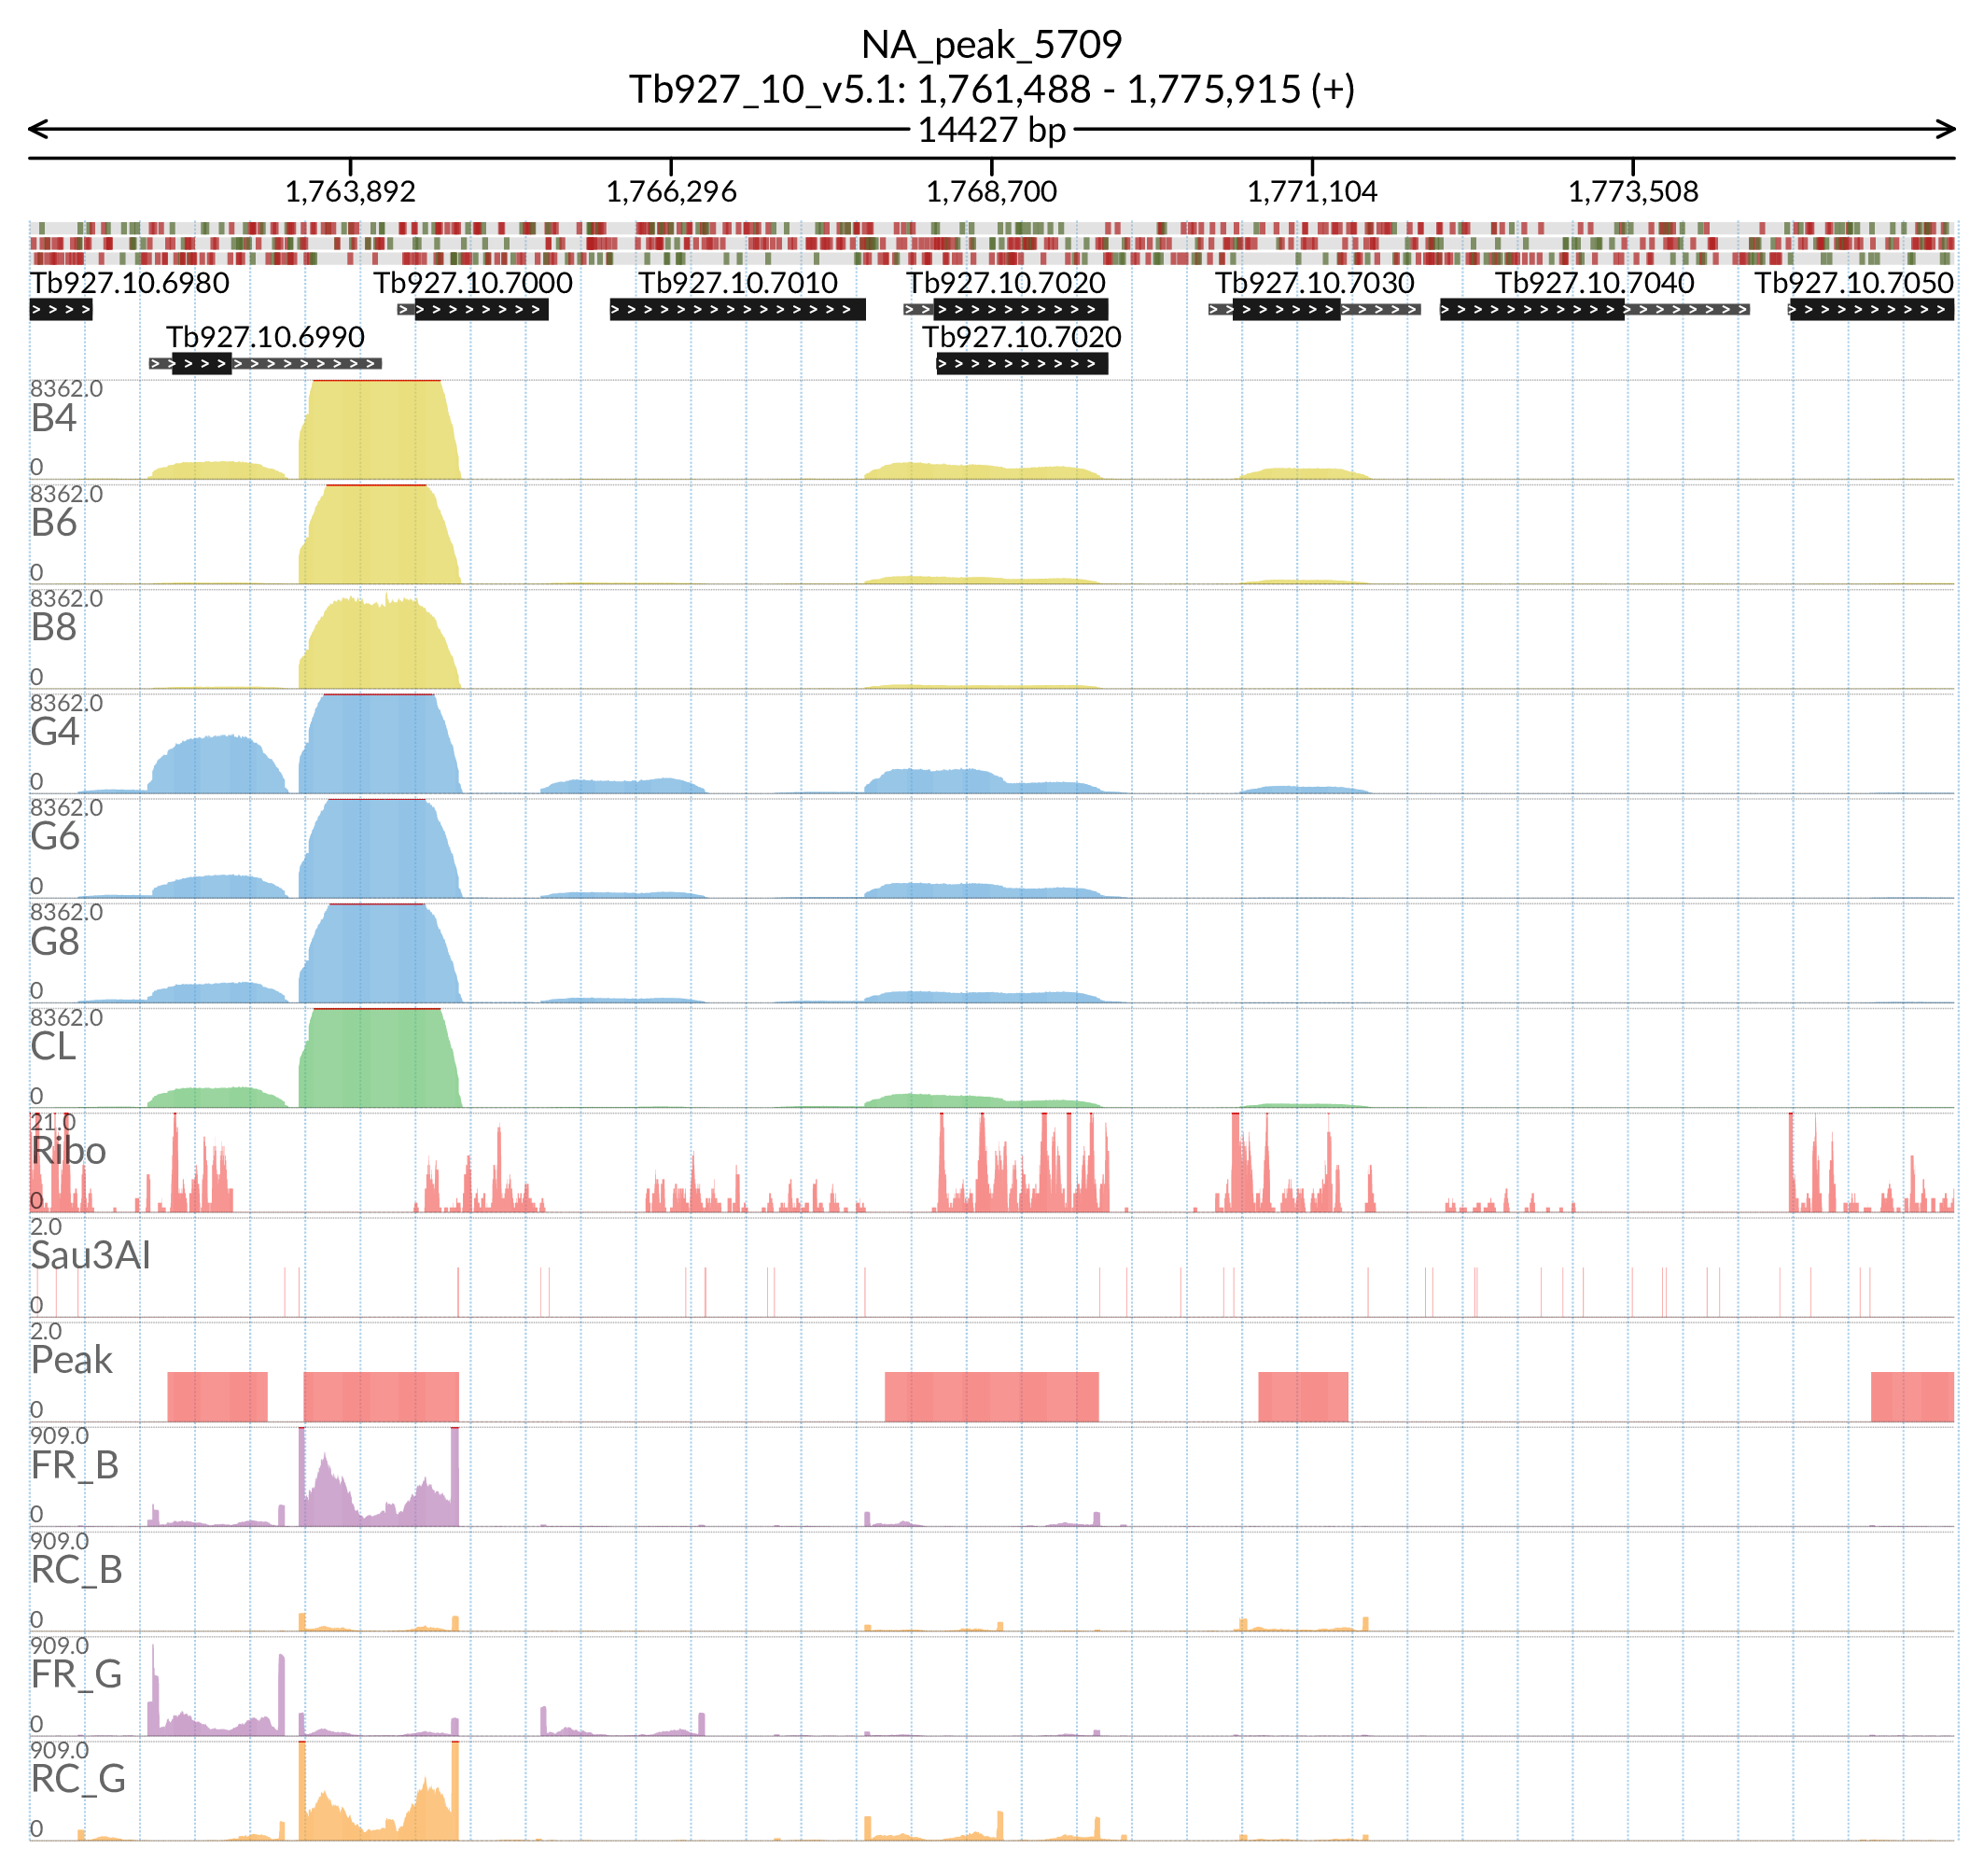 NA_peak_5709
Tb927_10_v5.1: 1,761,488 - 1,775,915 (+)
14427 bp
1,763,892 1,766,296 1,768,700 1,771,104 1,773,508
Tb927.10.6980 Tb927.10.7000 Tb927.10.7010 Tb927.10.7020 Tb927.10.7030 Tb927.10.7040 Tb927.10.7050
Tb927.10.6990 Tb927.10.7020
8362.0
B4
0
8362.0
B6
0
8362.0
B8
0
8362.0
G4
0
8362.0
G6
0
8362.0
G8
0
8362.0
CL
0
21.0
Ribo
0
2.0
Sau3AI
0
2.0
Peak
0
909.0
FR_B
0
909.0
RC_B
0
909.0
FR_G
0
909.0
RC_G
0